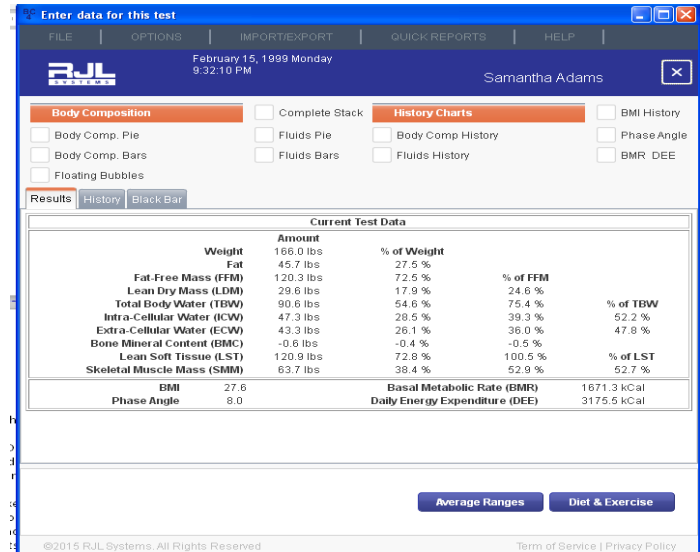 Enter data for this test
FILE | OPTIONS | IMPORT/EXPORT | QUICK REPORTS | HELP |
RJL
SYSTEMS
February 15, 1999 Monday
9:32:10 PM
Samantha Adams
Body Composition Complete Stack History Charts BMI History
Body Comp. Pie Fluids Pie Body Comp History Phase Angle
Body Comp. Bars Fluids Bars Fluids History BMR DEE
Floating Bubbles
Results History Black Bar
Current Test Data
Amount
Weight 166.0 lbs % of Weight
Fat 45.7 lbs 27.5 %
Fat-Free Mass (FFM) 120.3 lbs 72.5 % % of FFM
Lean Dry Mass (LDM) 29.6 lbs 17.9 % 24.6 %
Total Body Water (TBW) 90.6 lbs 54.6 % 75.4 % % of TBW
Intra-Cellular Water (ICW) 47.3 lbs 28.5 % 39.3 % 52.2 %
Extra-Cellular Water (ECW) 43.3 lbs 26.1 % 36.0 % 47.8 %
Bone Mineral Content (BMC) -0.6 lbs -0.4 % -0.5 %
Lean Soft Tissue (LST) 120.9 lbs 72.8 % 100.5 % % of LST
Skeletal Muscle Mass (SMM) 63.7 lbs 38.4 % 52.9 % 52.7 %
BMI 27.6 Basal Metabolic Rate (BMR) 1671.3 kCal
Phase Angle 8.0 Daily Energy Expenditure (DEE) 3175.5 kCal
Average Ranges Diet & Exercise
©2015 RJL Systems. All Rights Reserved Term of Service | Privacy Policy